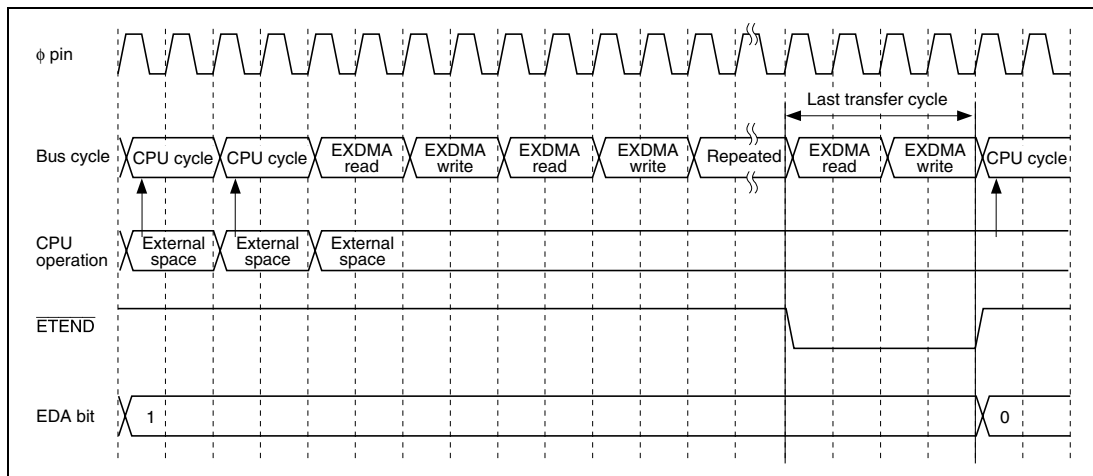 φ pin
Last transfer cycle
Bus cycle CPU cycle CPU cycle EXDMA read EXDMA write EXDMA read EXDMA write Repeated EXDMA read EXDMA write CPU cycle
CPU operation External space External space External space
ETEND
EDA bit 1 0